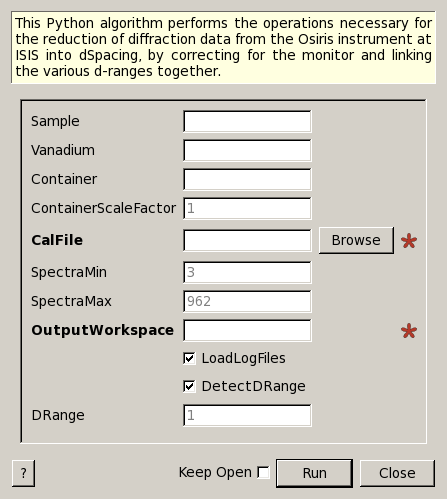 This Python algorithm performs the operations necessary for
the reduction of diffraction data from the Osiris instrument at
ISIS into dSpacing, by correcting for the monitor and linking
the various d-ranges together.
Sample
Vanadium
Container
ContainerScaleFactor 1
CalFile Browse *
SpectraMin 3
SpectraMax 962
OutputWorkspace *
LoadLogFiles
DetectDRange
DRange 1
? Keep Open Run Close